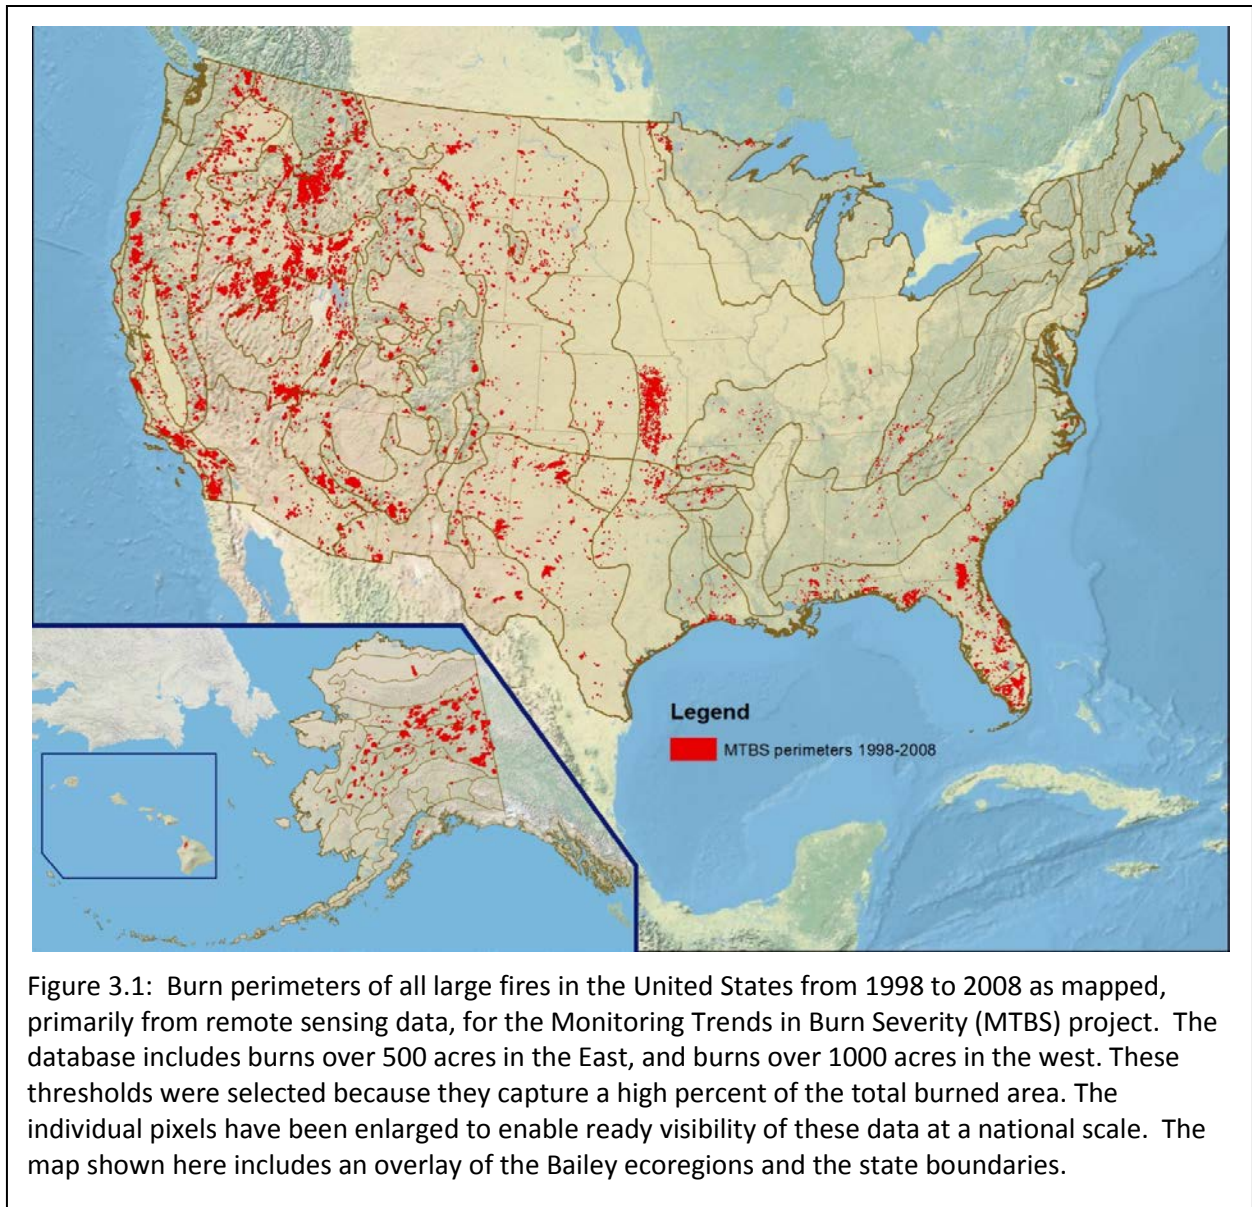 Legend
MTBS perimeters 1998-2008
Figure 3.1:  Burn perimeters of all large fires in the United States from 1998 to 2008 as mapped,
primarily from remote sensing data, for the Monitoring Trends in Burn Severity (MTBS) project.  The
database includes burns over 500 acres in the East, and burns over 1000 acres in the west. These
thresholds were selected because they capture a high percent of the total burned area. The
individual pixels have been enlarged to enable ready visibility of these data at a national scale.  The
map shown here includes an overlay of the Bailey ecoregions and the state boundaries.